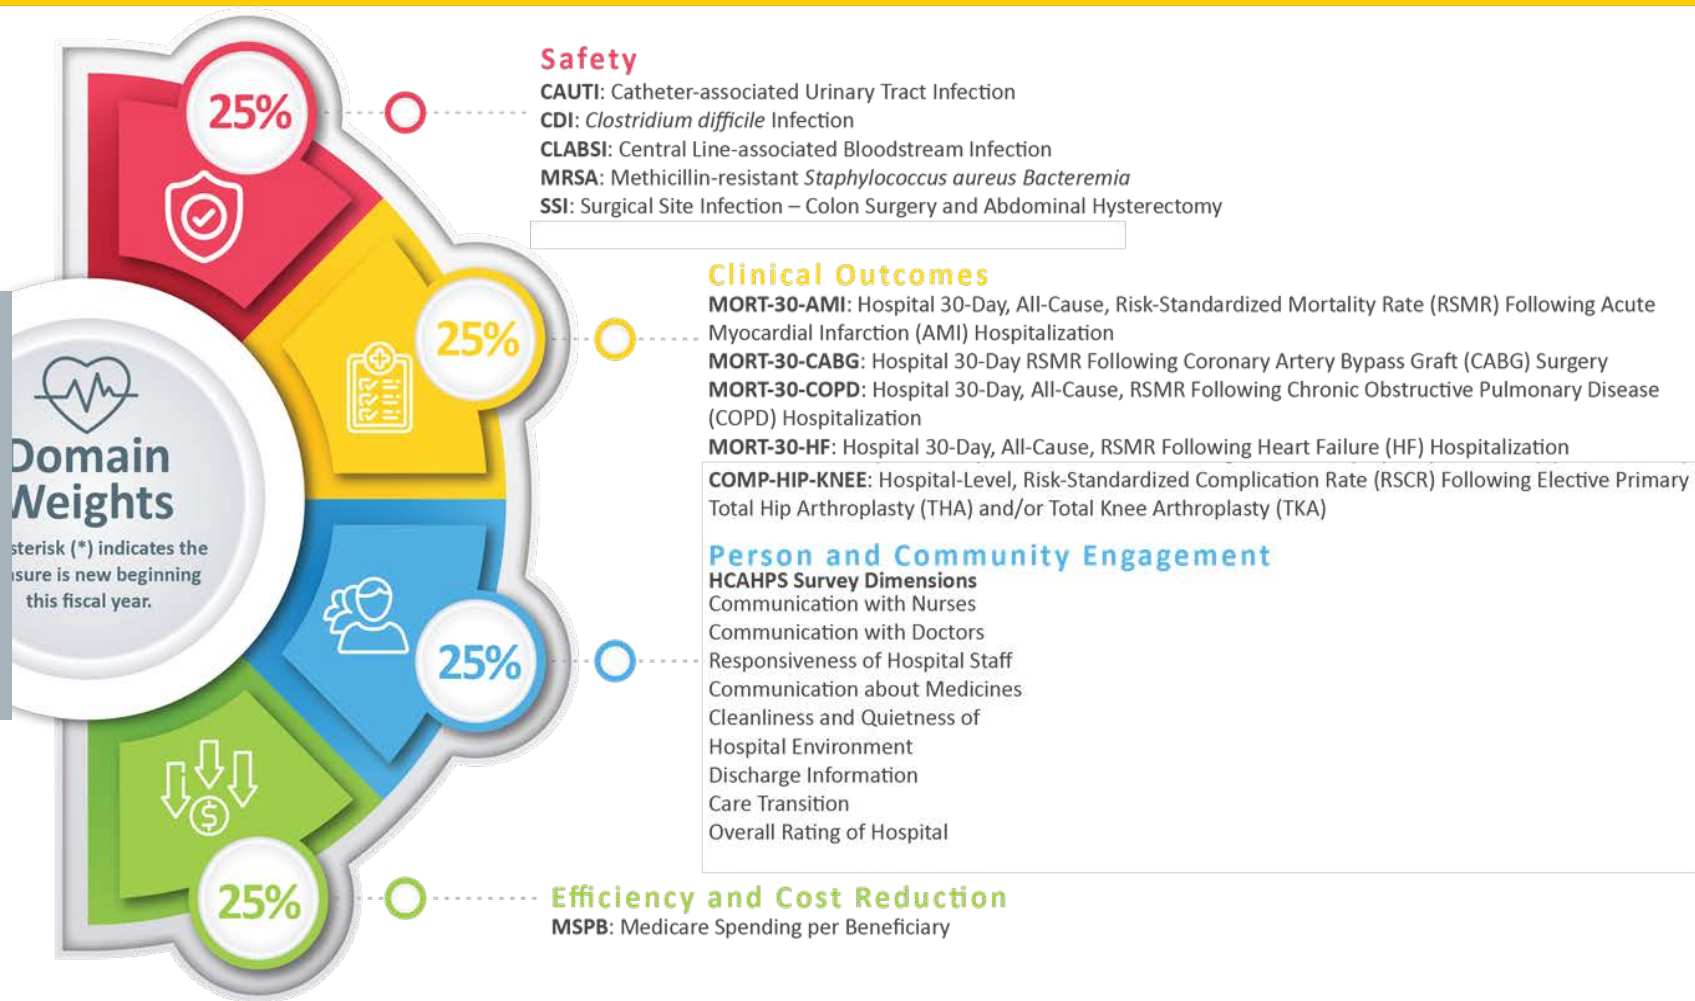 25%
Safety
CAUTI: Catheter-associated Urinary Tract Infection
CDI: Clostridium difficile Infection
CLABSI: Central Line-associated Bloodstream Infection
MRSA: Methicillin-resistant Staphylococcus aureus Bacteremia
SSI: Surgical Site Infection – Colon Surgery and Abdominal Hysterectomy
25%
Clinical Outcomes
MORT-30-AMI: Hospital 30-Day, All-Cause, Risk-Standardized Mortality Rate (RSMR) Following Acute
Myocardial Infarction (AMI) Hospitalization
MORT-30-CABG: Hospital 30-Day RSMR Following Coronary Artery Bypass Graft (CABG) Surgery
MORT-30-COPD: Hospital 30-Day, All-Cause, RSMR Following Chronic Obstructive Pulmonary Disease
(COPD) Hospitalization
MORT-30-HF: Hospital 30-Day, All-Cause, RSMR Following Heart Failure (HF) Hospitalization
COMP-HIP-KNEE: Hospital-Level, Risk-Standardized Complication Rate (RSCR) Following Elective Primary
Total Hip Arthroplasty (THA) and/or Total Knee Arthroplasty (TKA)
Domain
Weights
sterisk (*) indicates the
sure is new beginning
this fiscal year.
25%
Person and Community Engagement
HCAHPS Survey Dimensions
Communication with Nurses
Communication with Doctors
Responsiveness of Hospital Staff
Communication about Medicines
Cleanliness and Quietness of
Hospital Environment
Discharge Information
Care Transition
Overall Rating of Hospital
$
25%
Efficiency and Cost Reduction
MSPB: Medicare Spending per Beneficiary